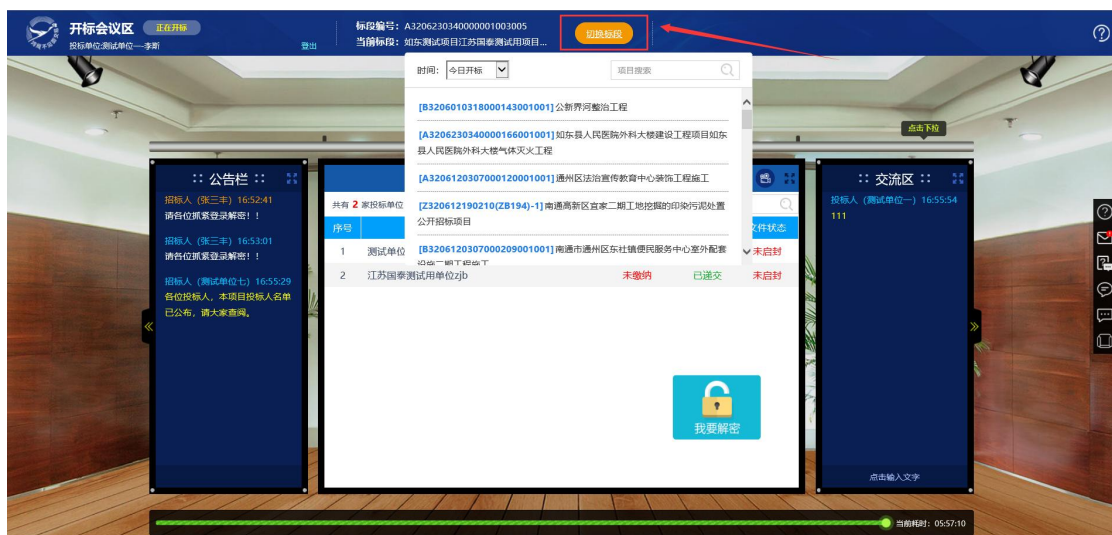 开标会议区 正在开标
投标单位:测试单位一---李斯
登出
标段编号：A3206230340000001003005
当前标段：如东测试项目江苏国泰测试用项目...
切换标段
时间： 今日开标
项目搜索
[B3206010318000143001001]公新界河整治工程
[A3206230340000166001001]如东县人民医院外科大楼建设工程项目如东
县人民医院外科大楼气体灭火工程
[A3206120307000120001001]通州区法治宣传教育中心装饰工程施工
[Z320612190210(ZB194)-1]南通高新区宜家二期工地挖掘的印染污泥处置
公开招标项目
[B3206120307000209001001]南通市通州区东社镇便民服务中心室外配套
设施二期工程施工
点击下拉
:: 公告栏 ::
招标人（张三丰）16:52:41
请各位抓紧登录解密！！
招标人（张三丰）16:53:01
请各位抓紧登录解密！！
招标人（测试单位七）16:55:29
各位投标人，本项目投标人名单
已公布，请大家查阅。
共有 2 家投标单位
序号
文件状态
1 测试单位 未启封
2 江苏国泰测试用单位zjb 未缴纳 已递交 未启封
我要解密
:: 交流区 ::
投标人（测试单位一）16:55:54
111
点击输入文字
当前耗时：05:57:10